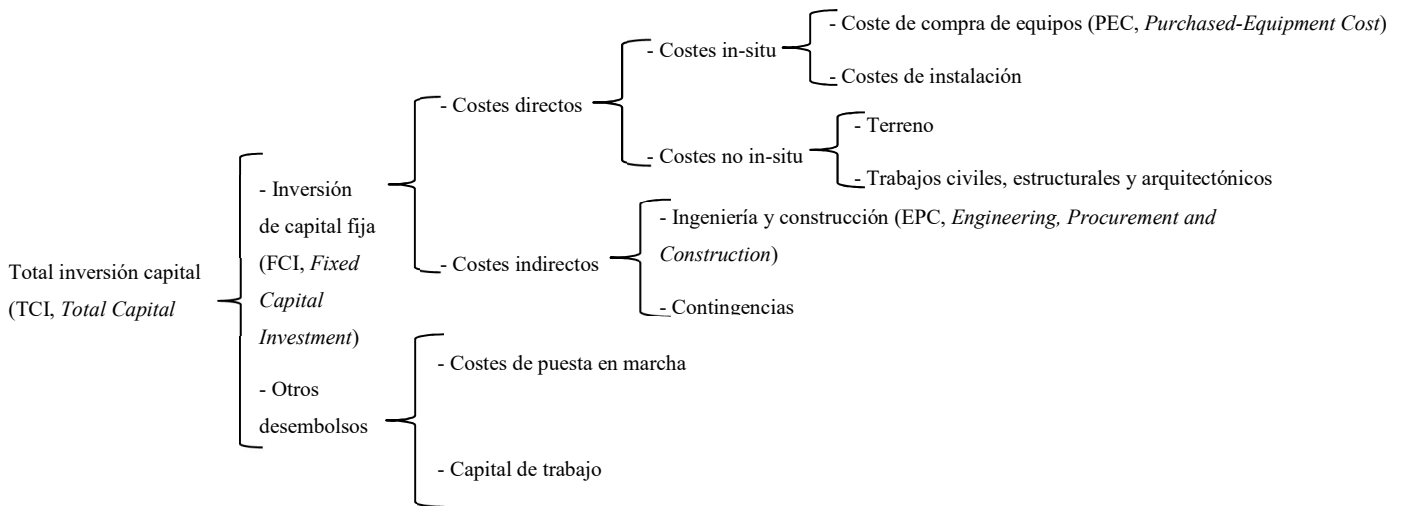 Total inversión capital
(TCI, Total Capital
- Inversión
de capital fija
(FCI, Fixed
Capital
Investment)
- Costes directos
- Costes in-situ
- Coste de compra de equipos (PEC, Purchased-Equipment Cost)
- Costes de instalación
- Costes no in-situ
- Terreno
- Trabajos civiles, estructurales y arquitectónicos
- Costes indirectos
- Ingeniería y construcción (EPC, Engineering, Procurement and
Construction)
- Contingencias
- Otros
desembolsos
- Costes de puesta en marcha
- Capital de trabajo